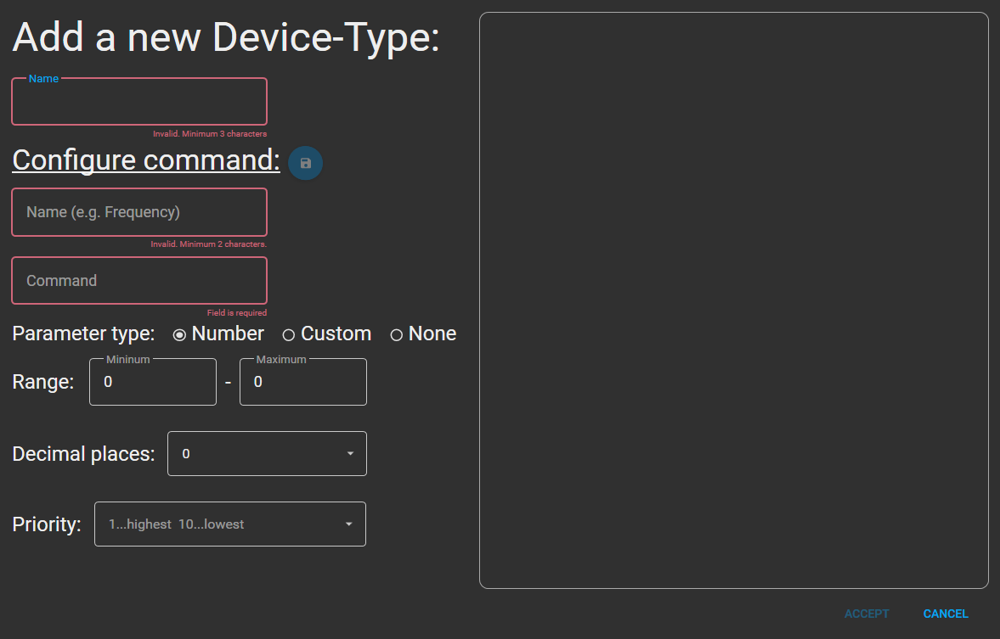 Add a new Device-Type:
Name
Invalid. Minimum 3 characters
Configure command:
Name (e.g. Frequency)
Invalid. Minimum 2 characters.
Command
Field is required
Parameter type: Number Custom None
Mininum Maximum
Range: 0 - 0
Decimal places: 0
Priority: 1...highest 10...lowest
ACCEPT CANCEL